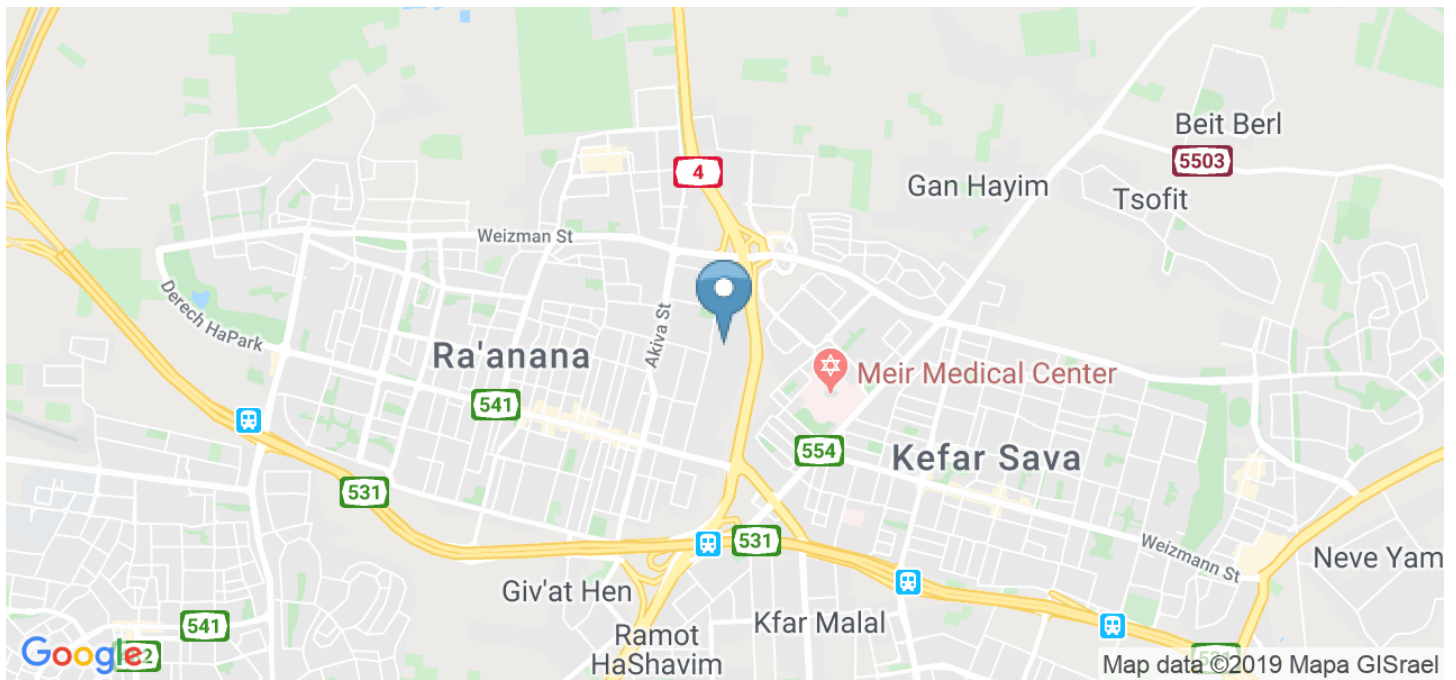 Beit Berl
5503
4
Gan Hayim
Tsofit
Weizman St
Derech HaPark
Akiva St
Ra'anana
Meir Medical Center
541
554
Kefar Sava
531
531
Weizmann St
Neve Yam
Giv'at Hen
Kfar Malal
541
Ramot
HaShavim
Google
Map data ©2019 Mapa GISrael